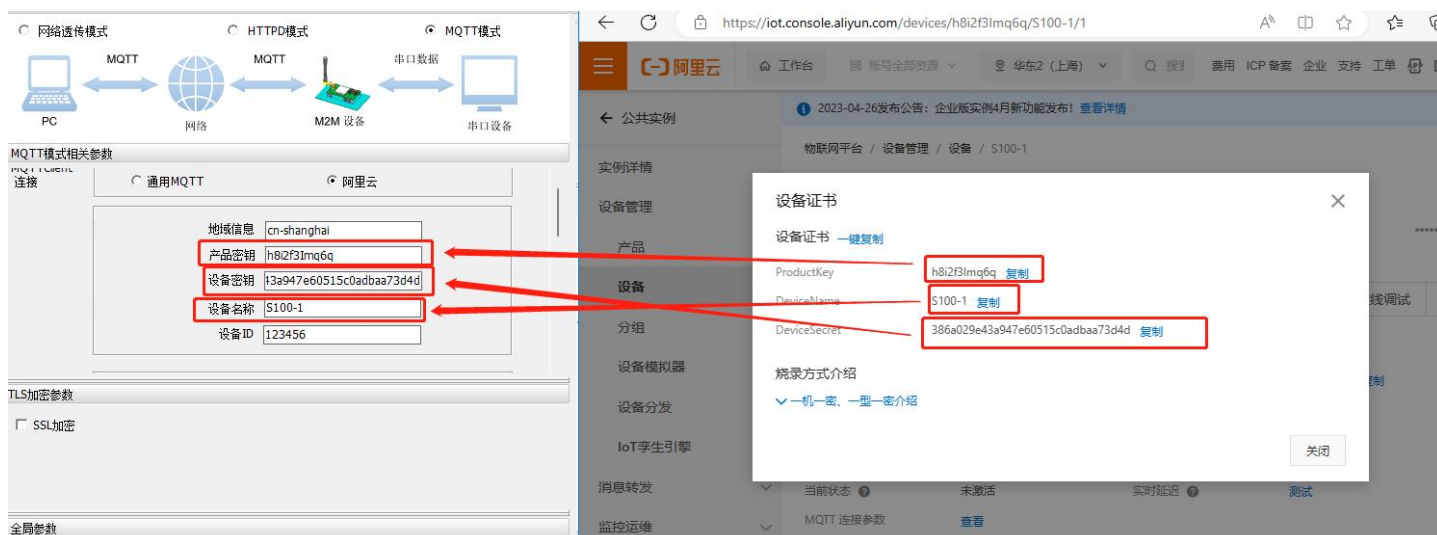 网络透传模式
HTTPD模式
MQTT模式
MQTT
MQTT
串口数据
PC
网络
M2M 设备
串口设备
MQTT模式相关参数
MQTTClient
连接
通用MQTT
阿里云
地域信息 cn-shanghai
产品密钥 h8i2f3Imq6q
设备密钥 43a947e60515c0adbaa73d4d
设备名称 S100-1
设备ID 123456
TLS加密参数
SSL加密
全局参数
https://iot.console.aliyun.com/devices/h8i2f3lmq6q/S100-1/1
阿里云
工作台
账号全部资源
华东2（上海）
费用 ICP 备案 企业 支持 工单
公共实例
2023-04-26发布公告：企业版实例4月新功能发布！查看详情
物联网平台 / 设备管理 / 设备 / S100-1
实例详情
设备管理
产品
设备
分组
设备模拟器
设备分发
IoT孪生引擎
消息转发
监控运维
设备证书
设备证书 一键复制
ProductKey h8i2f3lmq6q 复制
DeviceName S100-1 复制
DeviceSecret 386a029e43a947e60515c0adbaa73d4d 复制
烧录方式介绍
一机一密、一型一密介绍
关闭
*****
线调试
复制
当前状态 未激活 实时延迟 测试
MQTT 连接参数 查看